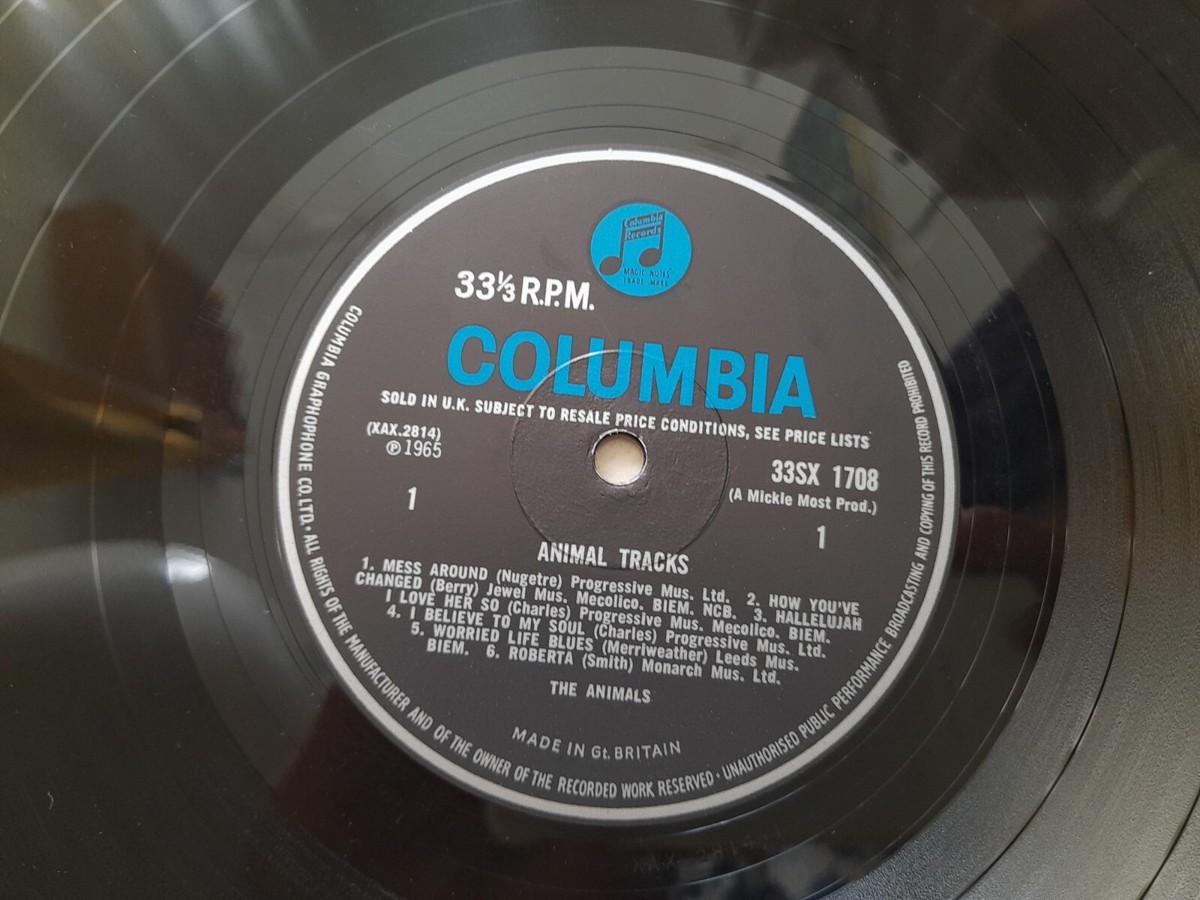 Columbia
Records
MAGIC NOTES
TRADE MARK
33⅓ R.P.M.
COLUMBIA
SOLD IN U.K. SUBJECT TO RESALE PRICE CONDITIONS, SEE PRICE LISTS
(XAX.2814)
℗ 1965
33SX 1708
(A Mickie Most Prod.)
1
1
ANIMAL TRACKS
1. MESS AROUND (Nugetre) Progressive Mus. Ltd. 2. HOW YOU'VE
CHANGED (Berry) Jewel Mus. Mecolico. BIEM. NCB. 3. HALLELUJAH
I LOVE HER SO (Charles) Progressive Mus. Mecolico. BIEM.
4. I BELIEVE TO MY SOUL (Charles) Progressive Mus. Ltd.
5. WORRIED LIFE BLUES (Merriweather) Leeds Mus.
BIEM. 6. ROBERTA (Smith) Monarch Mus. Ltd.
THE ANIMALS
MADE IN Gt. BRITAIN
COLUMBIA GRAPHOPHONE CO. LTD. · ALL RIGHTS OF THE MANUFACTURER AND OF THE OWNER OF THE RECORDED WORK RESERVED · UNAUTHORISED PUBLIC PERFORMANCE BROADCASTING AND COPYING OF THIS RECORD PROHIBITED